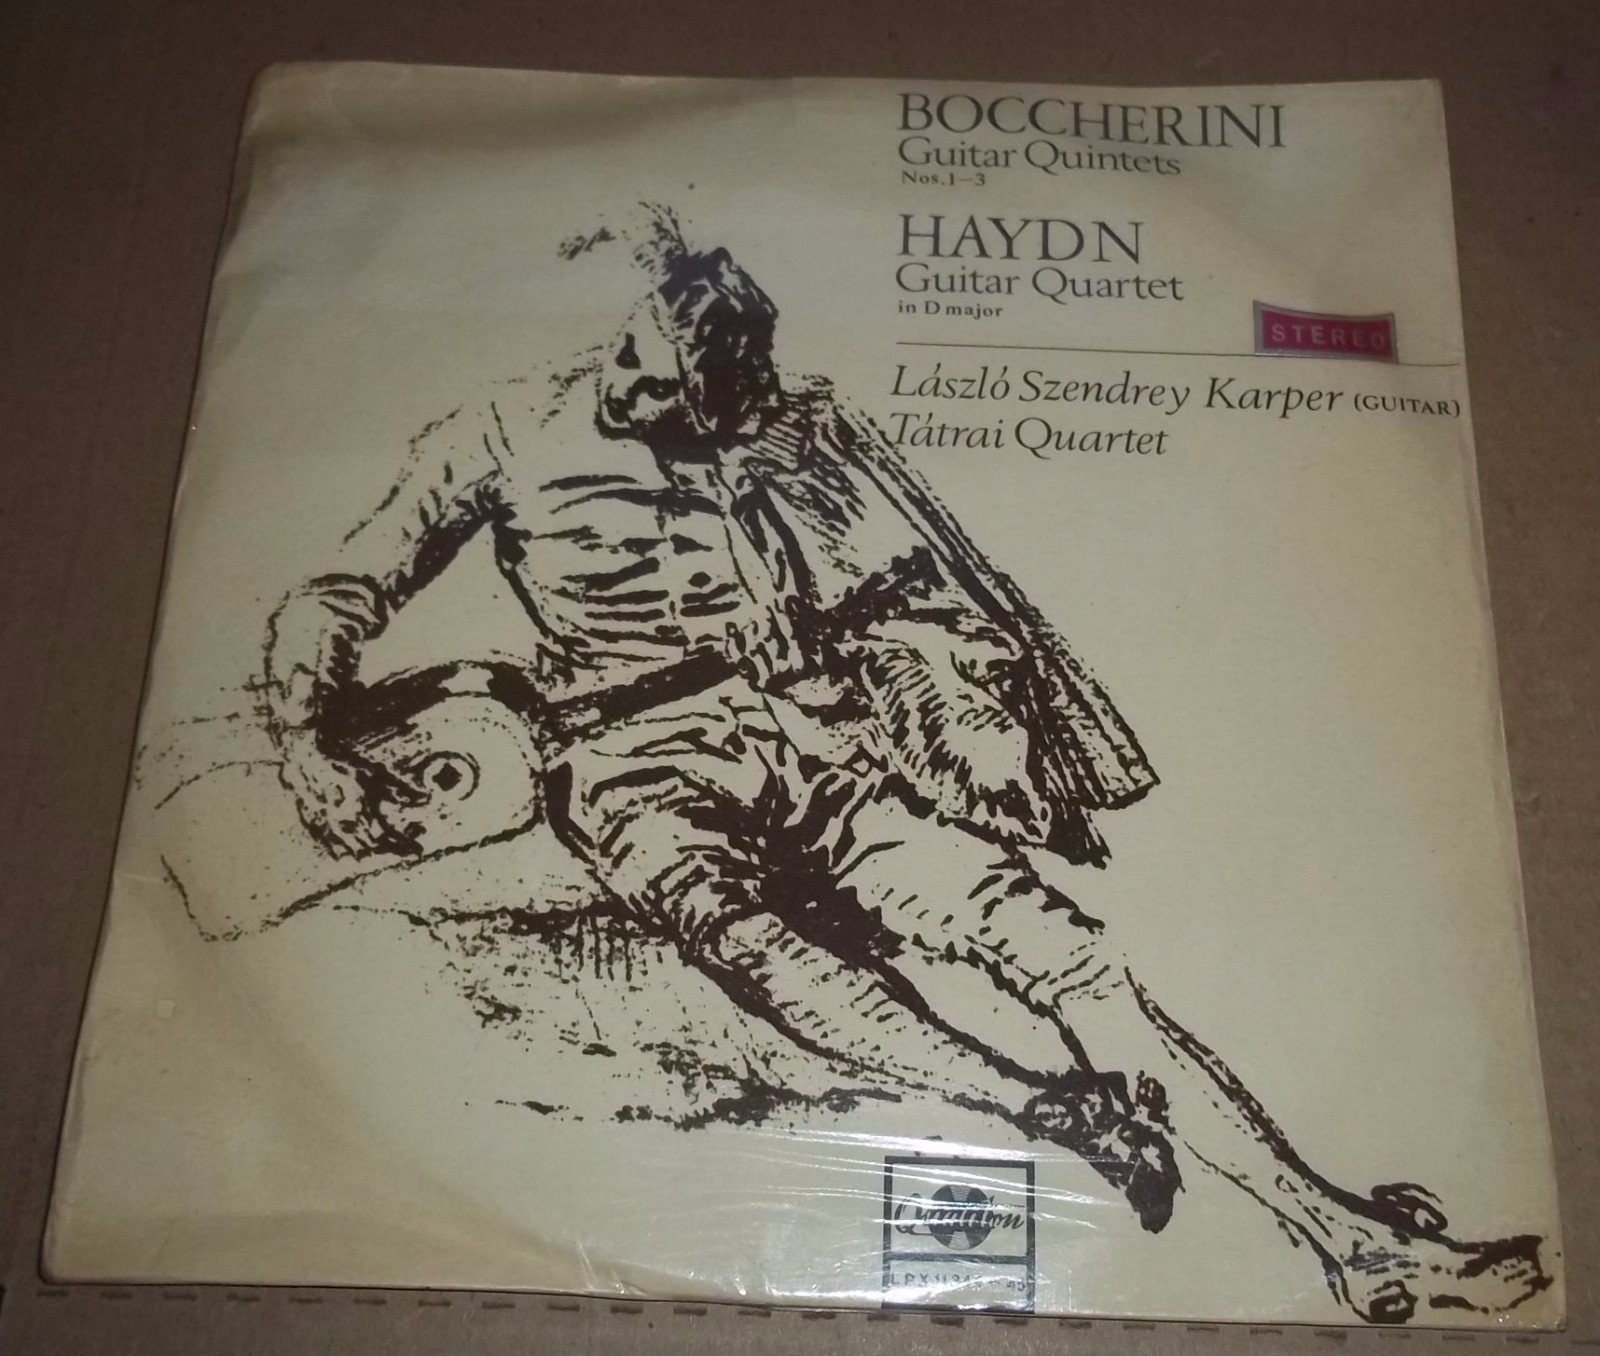 BOCCHERINI
Guitar Quintets
Nos.1–3
HAYDN
Guitar Quartet
in D major
STEREO
László Szendrey Karper (GUITAR)
Tátrai Quartet
Qualiton
LPX